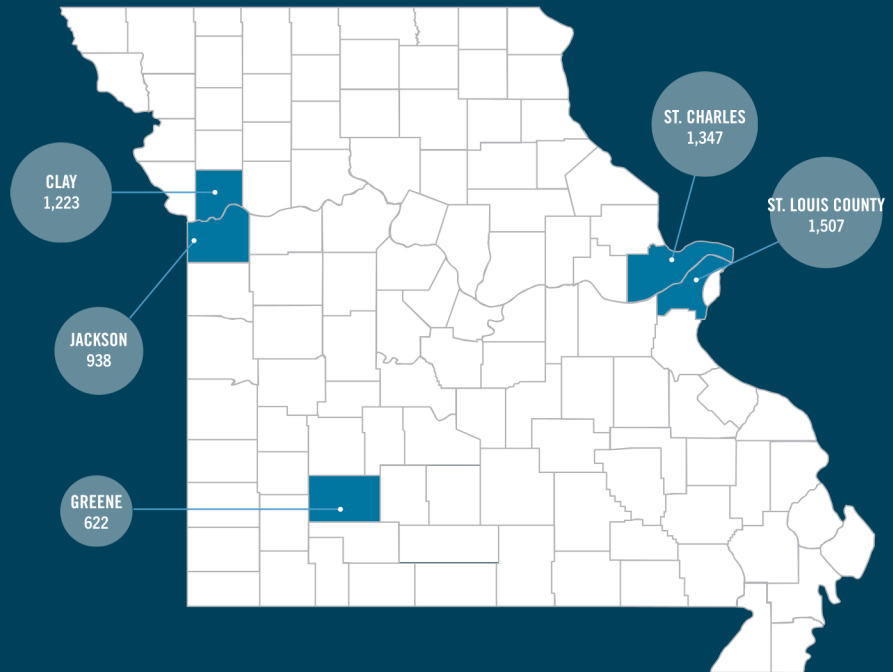 ST. CHARLES
1,347
CLAY
1,223
ST. LOUIS COUNTY
1,507
JACKSON
938
GREENE
622